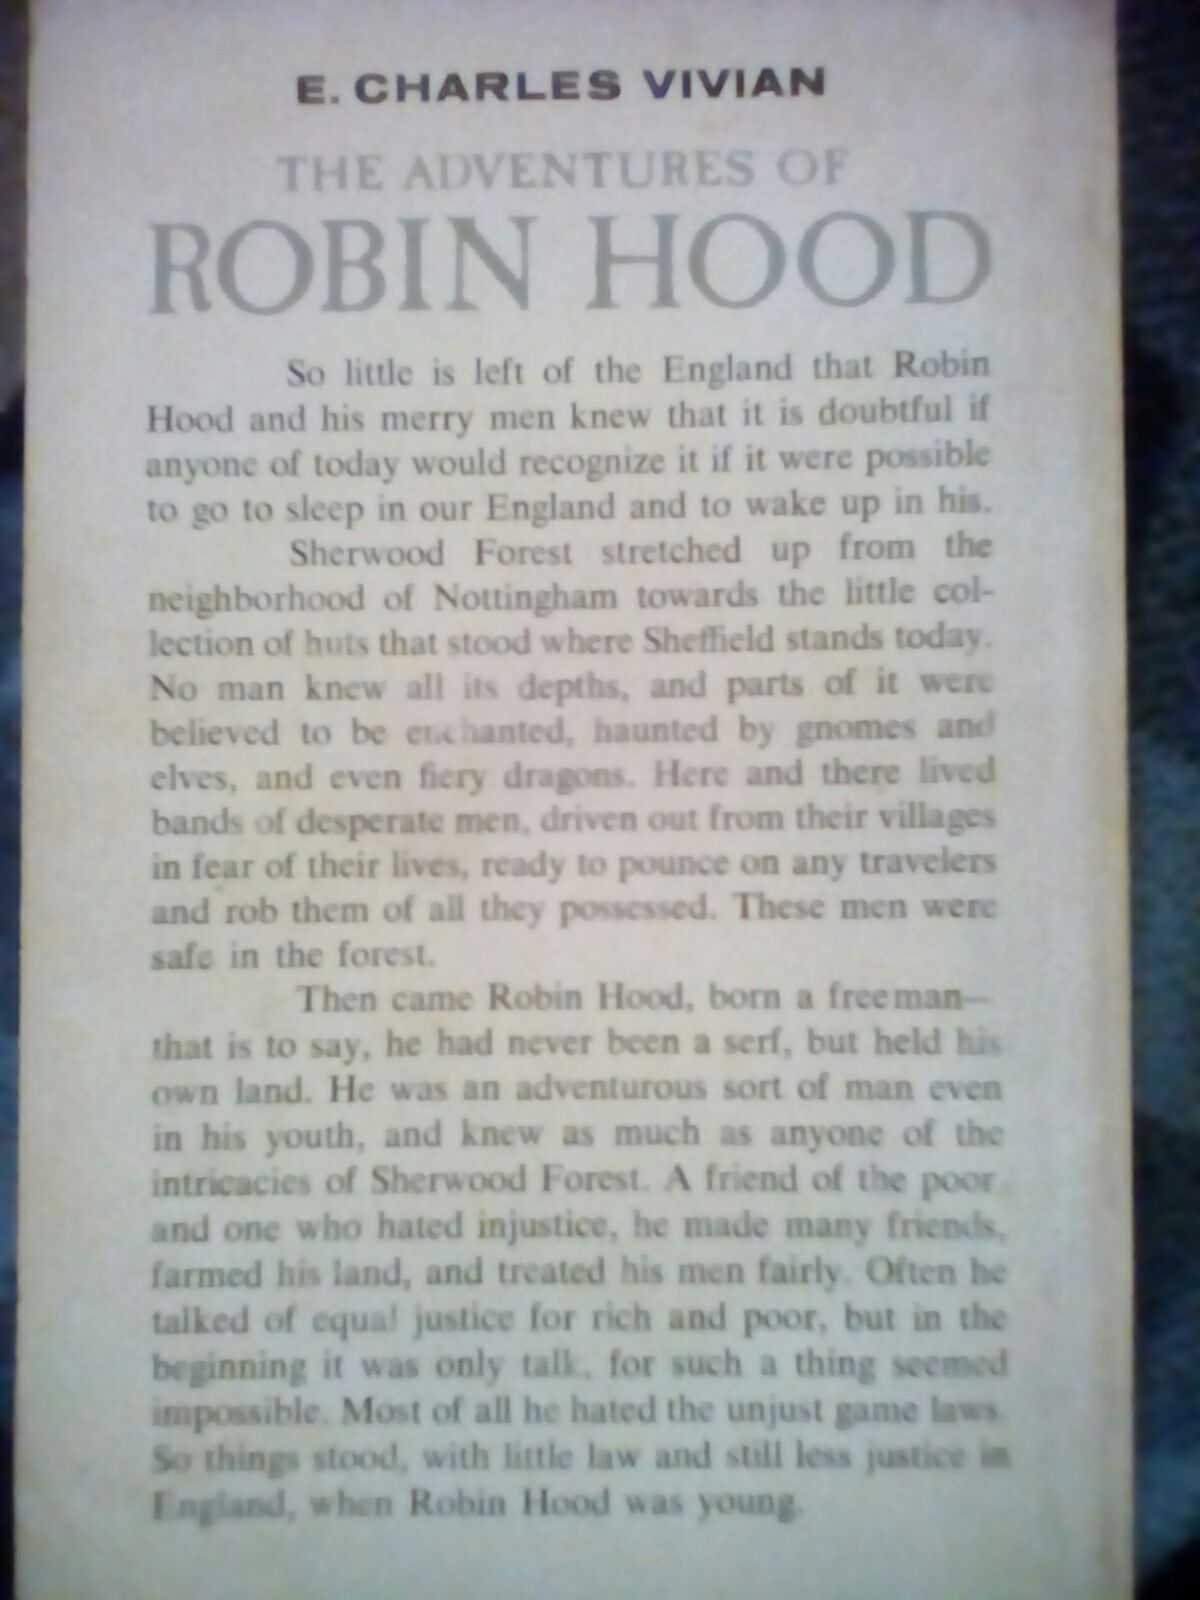 E. CHARLES VIVIAN
THE ADVENTURES OF
ROBIN HOOD
So little is left of the England that Robin
Hood and his merry men knew that it is doubtful if
anyone of today would recognize it if it were possible
to go to sleep in our England and to wake up in his.
Sherwood Forest stretched up from the
neighborhood of Nottingham towards the little col-
lection of huts that stood where Sheffield stands today.
No man knew all its depths, and parts of it were
believed to be enchanted, haunted by gnomes and
elves, and even fiery dragons. Here and there lived
bands of desperate men, driven out from their villages
in fear of their lives, ready to pounce on any travelers
and rob them of all they possessed. These men were
safe in the forest.
Then came Robin Hood, born a freeman—
that is to say, he had never been a serf, but held his
own land. He was an adventurous sort of man even
in his youth, and knew as much as anyone of the
intricacies of Sherwood Forest. A friend of the poor
and one who hated injustice, he made many friends,
farmed his land, and treated his men fairly. Often he
talked of equal justice for rich and poor, but in the
beginning it was only talk, for such a thing seemed
impossible. Most of all he hated the unjust game laws.
So things stood, with little law and still less justice in
England, when Robin Hood was young.